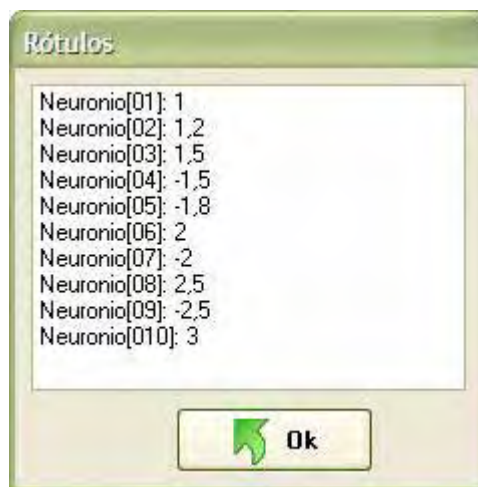 Rótulos
Neuronio[01]: 1
Neuronio[02]: 1,2
Neuronio[03]: 1,5
Neuronio[04]: -1,5
Neuronio[05]: -1,8
Neuronio[06]: 2
Neuronio[07]: -2
Neuronio[08]: 2,5
Neuronio[09]: -2,5
Neuronio[010]: 3
Ok